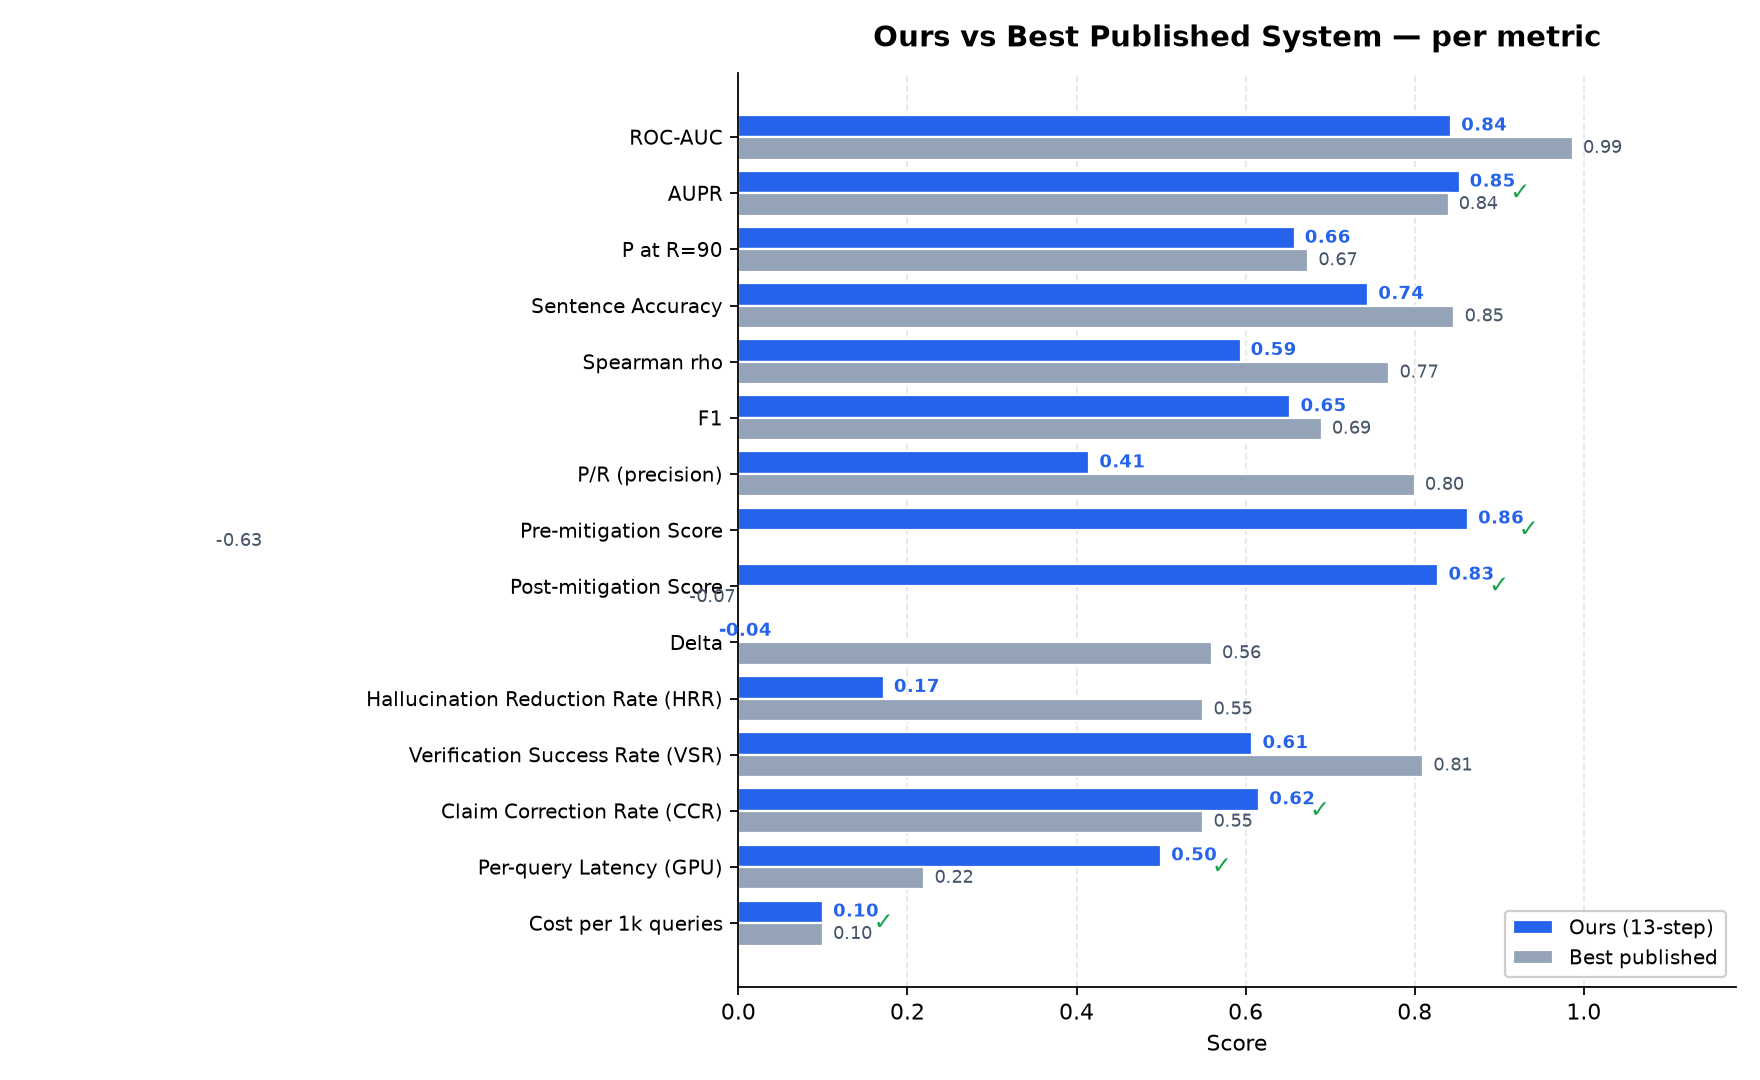 Ours vs Best Published System — per metric
ROC-AUC
0.84
0.99
AUPR
0.85 ✓
0.84
P at R=90
0.66
0.67
Sentence Accuracy
0.74
0.85
Spearman rho
0.59
0.77
F1
0.65
0.69
P/R (precision)
0.41
0.80
Pre-mitigation Score
0.86 ✓
-0.63
Post-mitigation Score
0.83 ✓
-0.07
Delta
-0.04
0.56
Hallucination Reduction Rate (HRR)
0.17
0.55
Verification Success Rate (VSR)
0.61
0.81
Claim Correction Rate (CCR)
0.62 ✓
0.55
Per-query Latency (GPU)
0.50 ✓
0.22
Cost per 1k queries
0.10 ✓
0.10
Ours (13-step)
Best published
0.0 0.2 0.4 0.6 0.8 1.0
Score